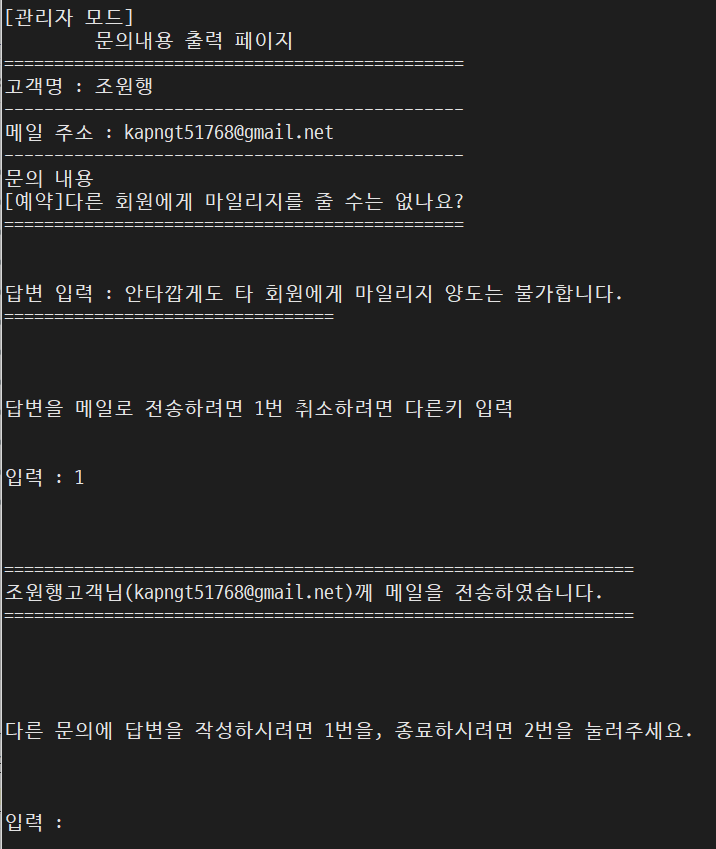 [관리자 모드]
문의내용 출력 페이지
==============================================
고객명 : 조원행
----------------------------------------------
메일 주소 : kapngt51768@gmail.net
----------------------------------------------
문의 내용
[예약]다른 회원에게 마일리지를 줄 수는 없나요?
==============================================
답변 입력 : 안타깝게도 타 회원에게 마일리지 양도는 불가합니다.
=================================
답변을 메일로 전송하려면 1번 취소하려면 다른키 입력
입력 : 1
===============================================================
조원행고객님(kapngt51768@gmail.net)께 메일을 전송하였습니다.
===============================================================
다른 문의에 답변을 작성하시려면 1번을, 종료하시려면 2번을 눌러주세요.
입력 :